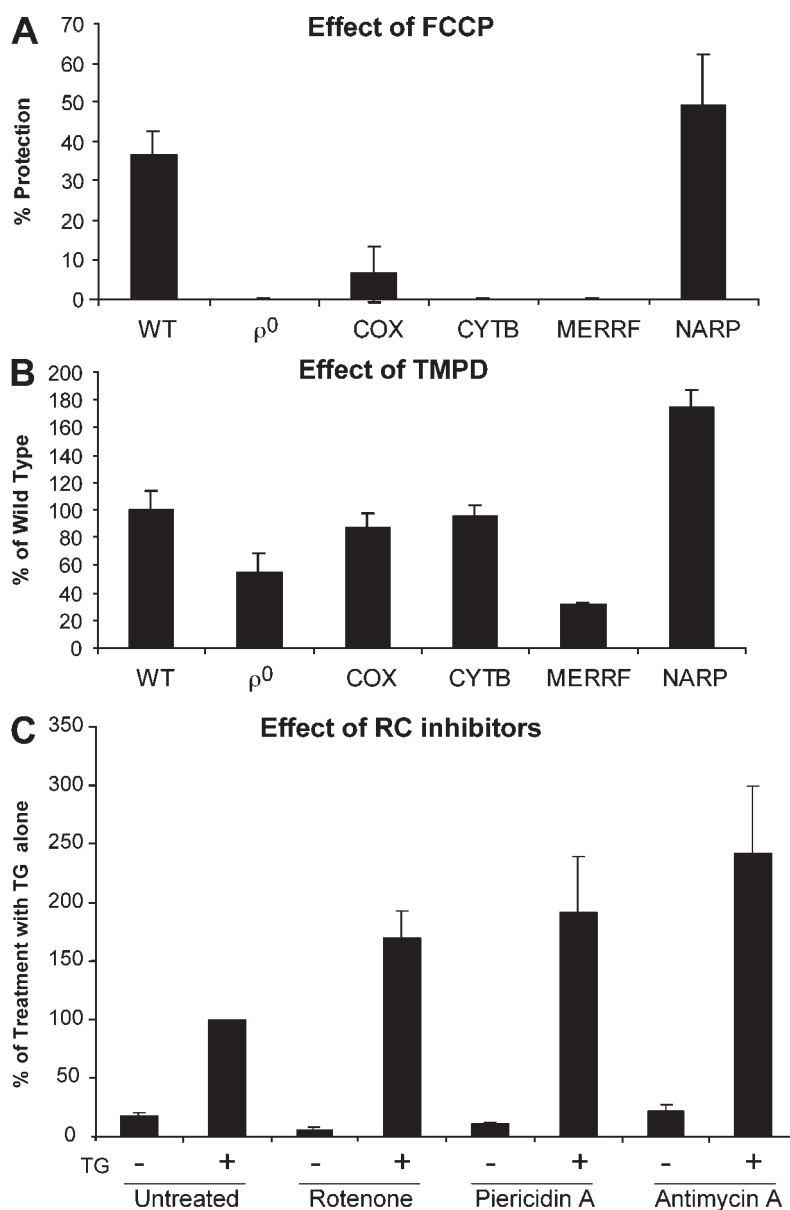 A
Effect of FCCP
% Protection
70
60
50
40
30
20
10
0
WT ρ0 COX CYTB MERRF NARP
B
Effect of TMPD
% of Wild Type
200
180
160
140
120
100
80
60
40
20
0
WT ρ0 COX CYTB MERRF NARP
C
Effect of RC inhibitors
% of Treatment with TG alone
350
300
250
200
150
100
50
0
TG - + - + - + - +
Untreated Rotenone Piericidin A Antimycin A